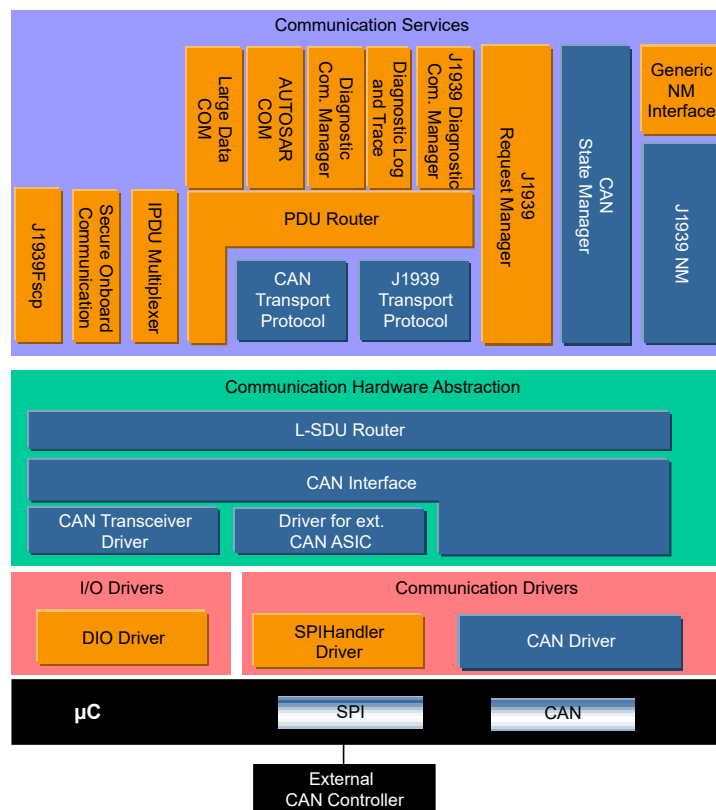 Communication Services
Large Data
COM
AUTOSAR
COM
Diagnostic
Com. Manager
Diagnostic Log
and Trace
J1939 Diagnostic
Com. Manager
J1939
Request Manager
CAN
State Manager
Generic
NM
Interface
J1939Fscp
Secure Onboard
Communication
IPDU Multiplexer
PDU Router
CAN
Transport
Protocol
J1939
Transport
Protocol
J1939 NM
Communication Hardware Abstraction
L-SDU Router
CAN Interface
CAN Transceiver
Driver
Driver for ext.
CAN ASIC
I/O Drivers
Communication Drivers
DIO Driver
SPIHandler
Driver
CAN Driver
µC
SPI
CAN
External
CAN Controller